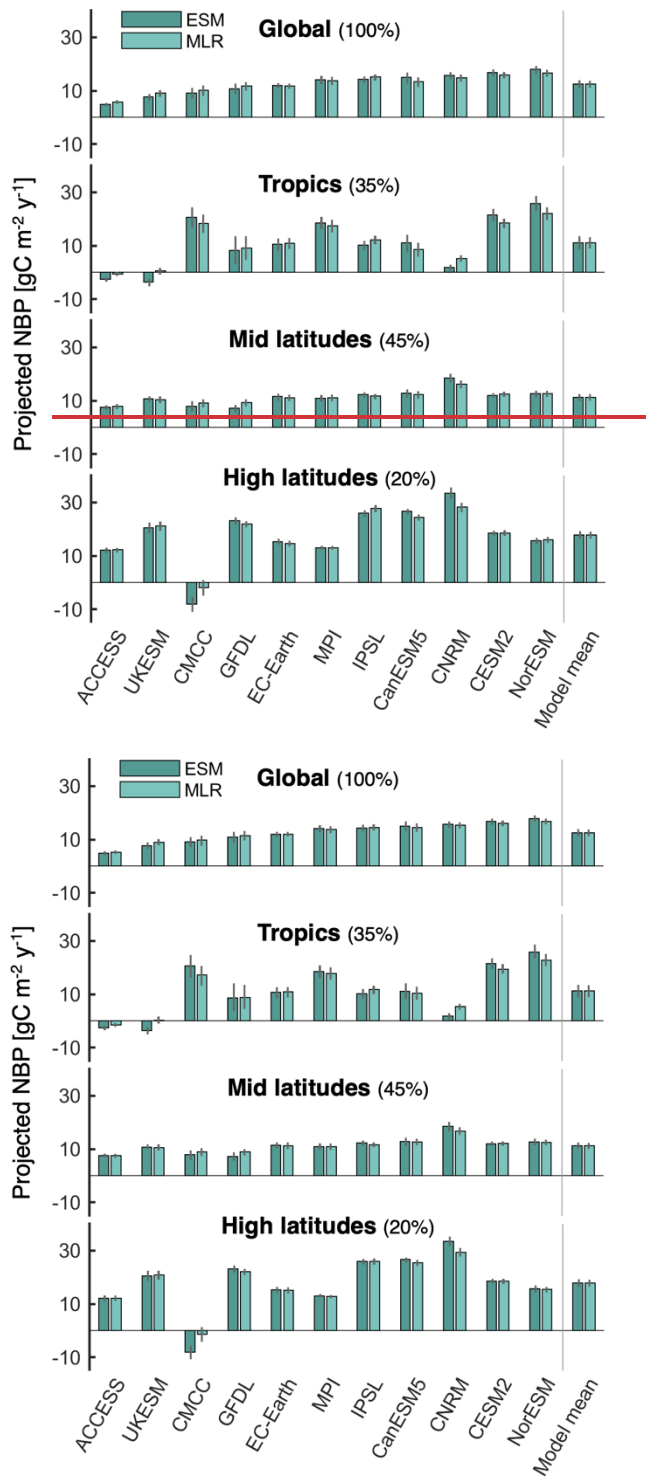 ESM
MLR
Global (100%)
30
10
-10
Tropics (35%)
30
10
-10
Projected NBP [gC m-2 y-1]
Mid latitudes (45%)
30
10
-10
High latitudes (20%)
30
10
-10
ACCESS
UKESM
CMCC
GFDL
EC-Earth
MPI
IPSL
CanESM5
CNRM
CESM2
NorESM
Model mean
ESM
MLR
Global (100%)
30
10
-10
Tropics (35%)
30
10
-10
Projected NBP [gC m-2 y-1]
Mid latitudes (45%)
30
10
-10
High latitudes (20%)
30
10
-10
ACCESS
UKESM
CMCC
GFDL
EC-Earth
MPI
IPSL
CanESM5
CNRM
CESM2
NorESM
Model mean